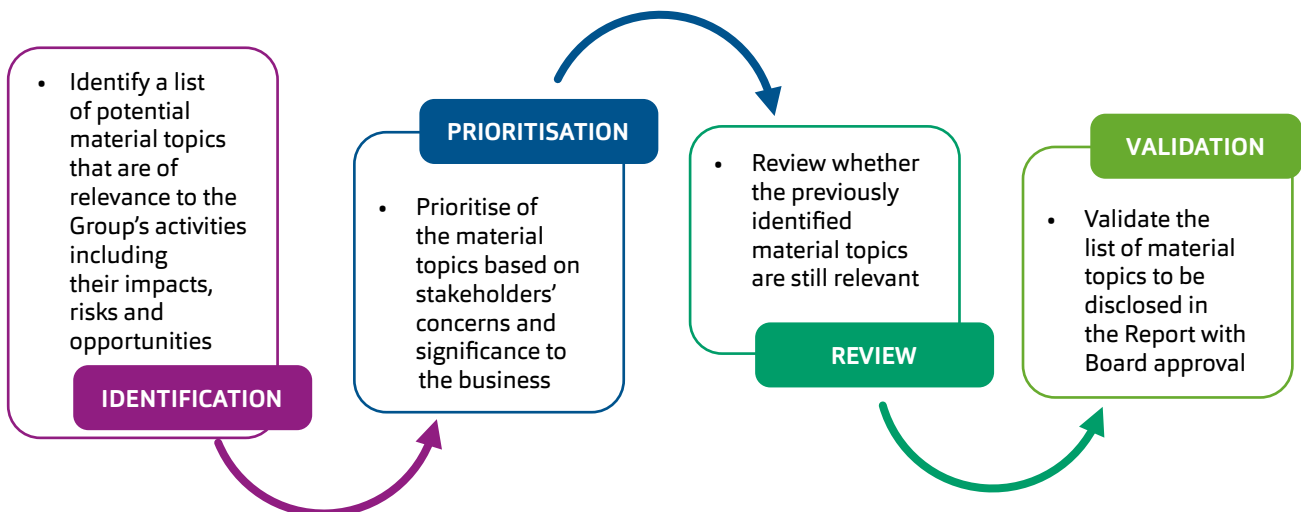 • Identify a list
of potential
material topics
that are of
relevance to the
Group’s activities
including
their impacts,
risks and
opportunities
IDENTIFICATION
PRIORITISATION
• Prioritise of
the material
topics based on
stakeholders’
concerns and
significance to
the business
• Review whether
the previously
identified
material topics
are still relevant
REVIEW
VALIDATION
• Validate the
list of material
topics to be
disclosed in
the Report with
Board approval